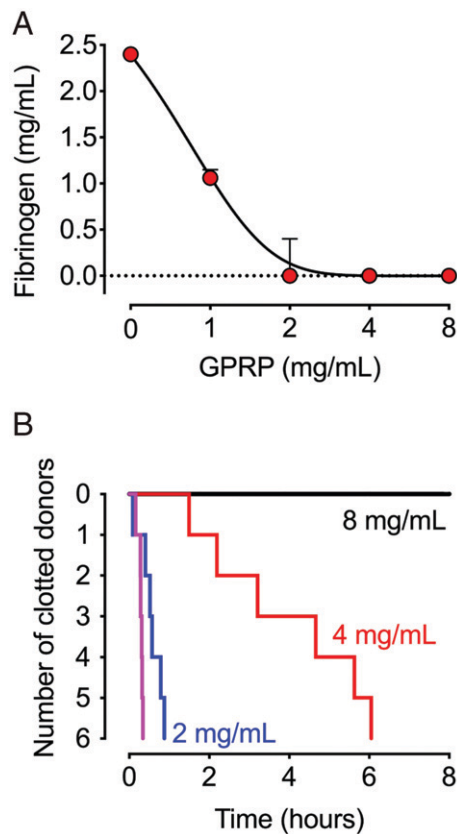 A
Fibrinogen (mg/mL)
2.5
2.0
1.5
1.0
0.5
0.0
0 1 2 4 8
GPRP (mg/mL)
B
Number of clotted donors
0
1
2
3
4
5
6
8 mg/mL
4 mg/mL
2 mg/mL
0 2 4 6 8
Time (hours)